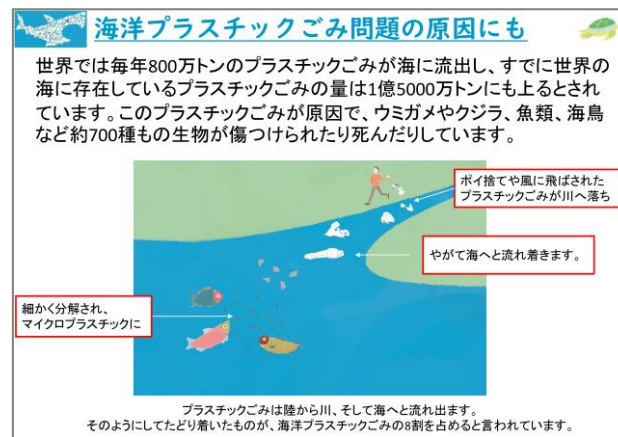 海洋プラスチックごみ問題の原因にも
世界では毎年800万トンのプラスチックごみが海に流出し、すでに世界の
海に存在しているプラスチックごみの量は1億5000万トンにも上るとされ
ています。このプラスチックごみが原因で、ウミガメやクジラ、魚類、海鳥
など約700種もの生物が傷つけられたり死んだりしています。
ポイ捨てや風に飛ばされた
プラスチックごみが川へ落ち
やがて海へと流れ着きます。
細かく分解され、
マイクロプラスチックに
プラスチックごみは陸から川、そして海へと流れ出ます。
そのようにしてたどり着いたものが、海洋プラスチックごみの8割を占めると言われています。